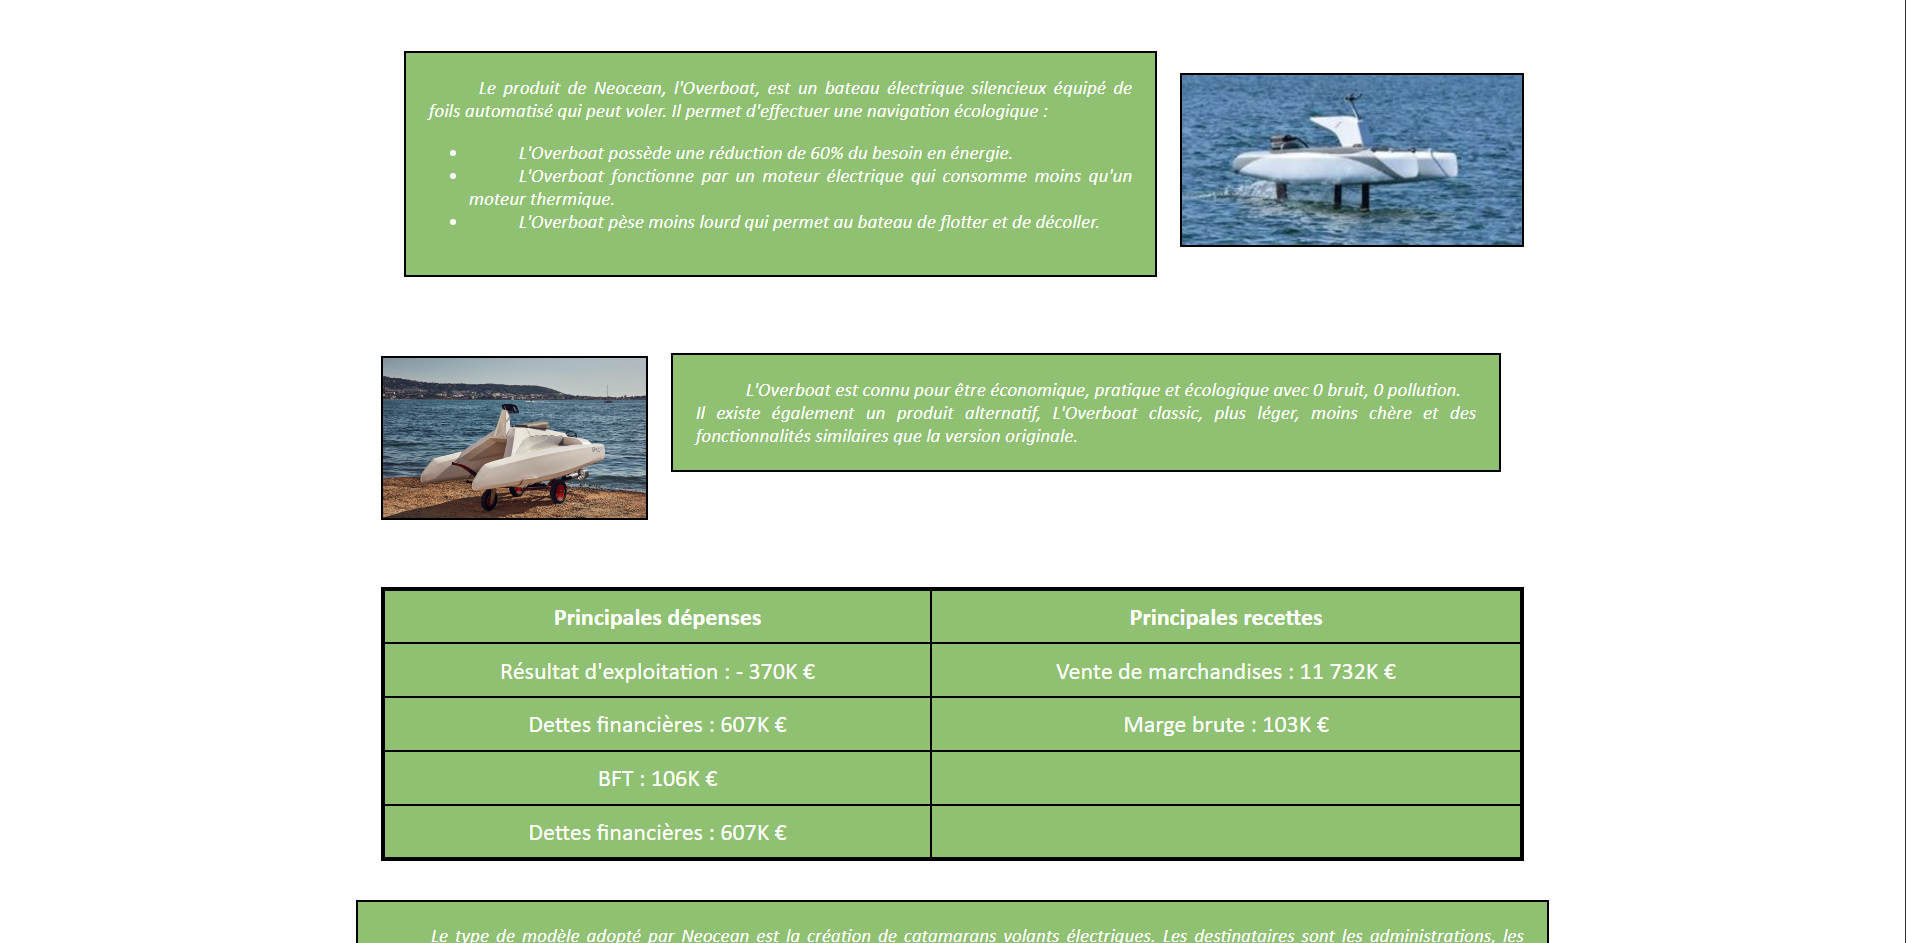 Le produit de Neocean, l'Overboat, est un bateau électrique silencieux équipé de
foils automatisé qui peut voler. Il permet d'effectuer une navigation écologique :
• L'Overboat possède une réduction de 60% du besoin en énergie.
• L'Overboat fonctionne par un moteur électrique qui consomme moins qu'un
moteur thermique.
• L'Overboat pèse moins lourd qui permet au bateau de flotter et de décoller.
L'Overboat est connu pour être économique, pratique et écologique avec 0 bruit, 0 pollution.
Il existe également un produit alternatif, L'Overboat classic, plus léger, moins chère et des
fonctionnalités similaires que la version originale.
Principales dépenses Principales recettes
Résultat d'exploitation : - 370K € Vente de marchandises : 11 732K €
Dettes financières : 607K € Marge brute : 103K €
BFT : 106K €
Dettes financières : 607K €
Le type de modèle adopté par Neocean est la création de catamarans volants électriques. Les destinataires sont les administrations, les